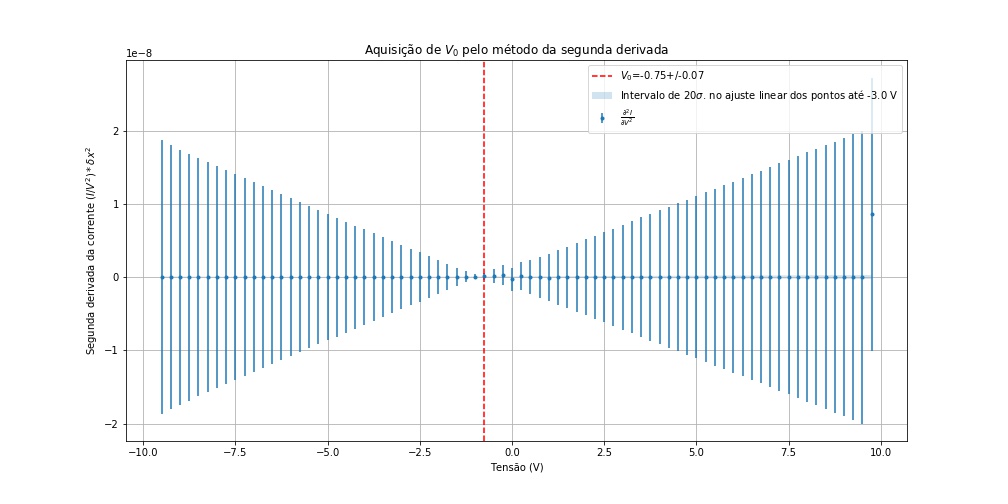 Aquisição de V₀ pelo método da segunda derivada
1e−8
V₀=-0.75+/-0.07
Intervalo de 20σ. no ajuste linear dos pontos até -3.0 V
∂²I/∂V²
Segunda derivada da corrente (I/V²) * δx²
2
1
0
−1
−2
−10.0 −7.5 −5.0 −2.5 0.0 2.5 5.0 7.5 10.0
Tensão (V)